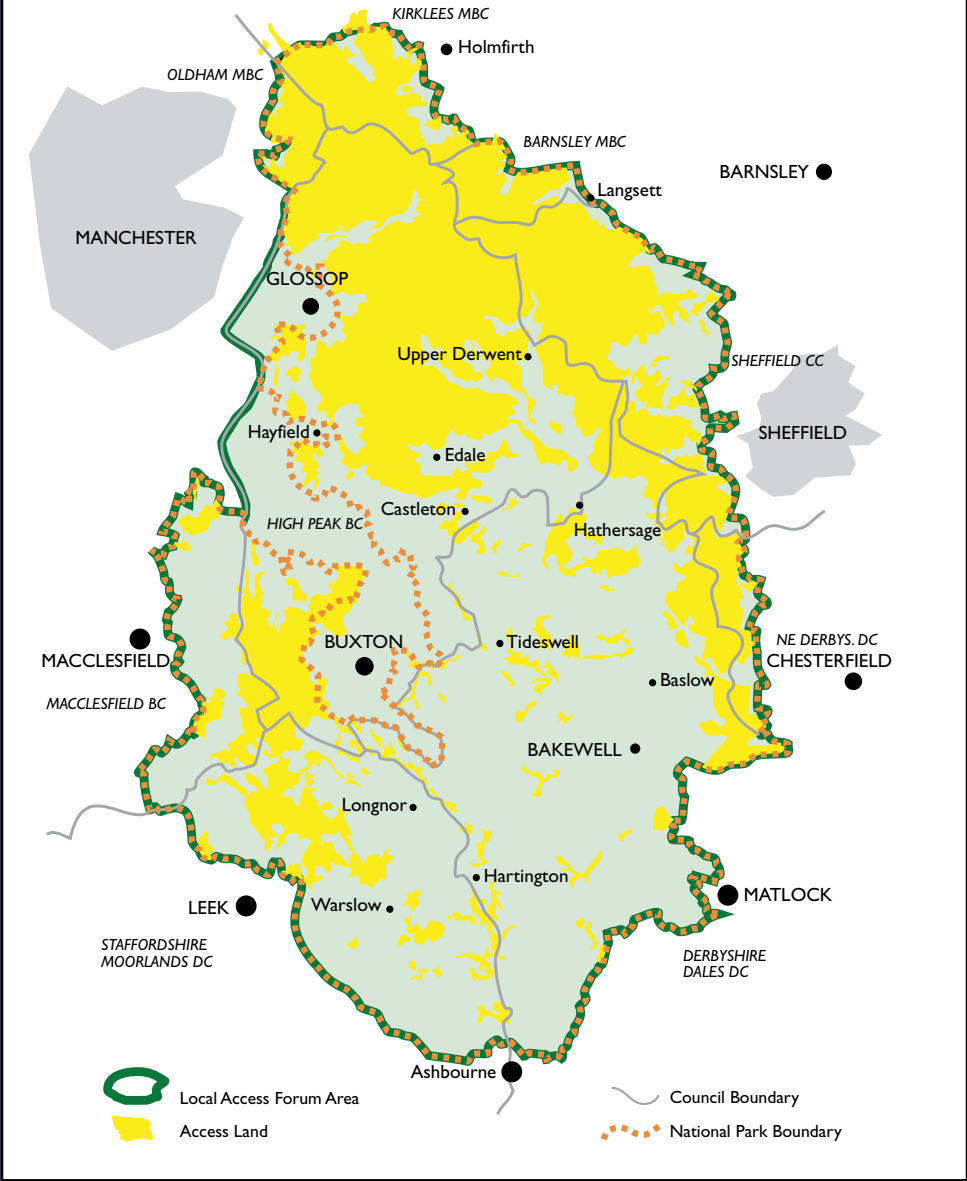 KIRKLEES MBC
Holmfirth
OLDHAM MBC
BARNSLEY MBC
BARNSLEY
Langsett
MANCHESTER
GLOSSOP
Upper Derwent
SHEFFIELD CC
Hayfield
SHEFFIELD
Edale
Castleton
HIGH PEAK BC
Hathersage
BUXTON
Tideswell
NE DERBYS. DC
MACCLESFIELD
CHESTERFIELD
Baslow
MACCLESFIELD BC
BAKEWELL
Longnor
Hartington
MATLOCK
LEEK
Warslow
STAFFORDSHIRE
MOORLANDS DC
DERBYSHIRE
DALES DC
Ashbourne
Local Access Forum Area
Council Boundary
Access Land
National Park Boundary